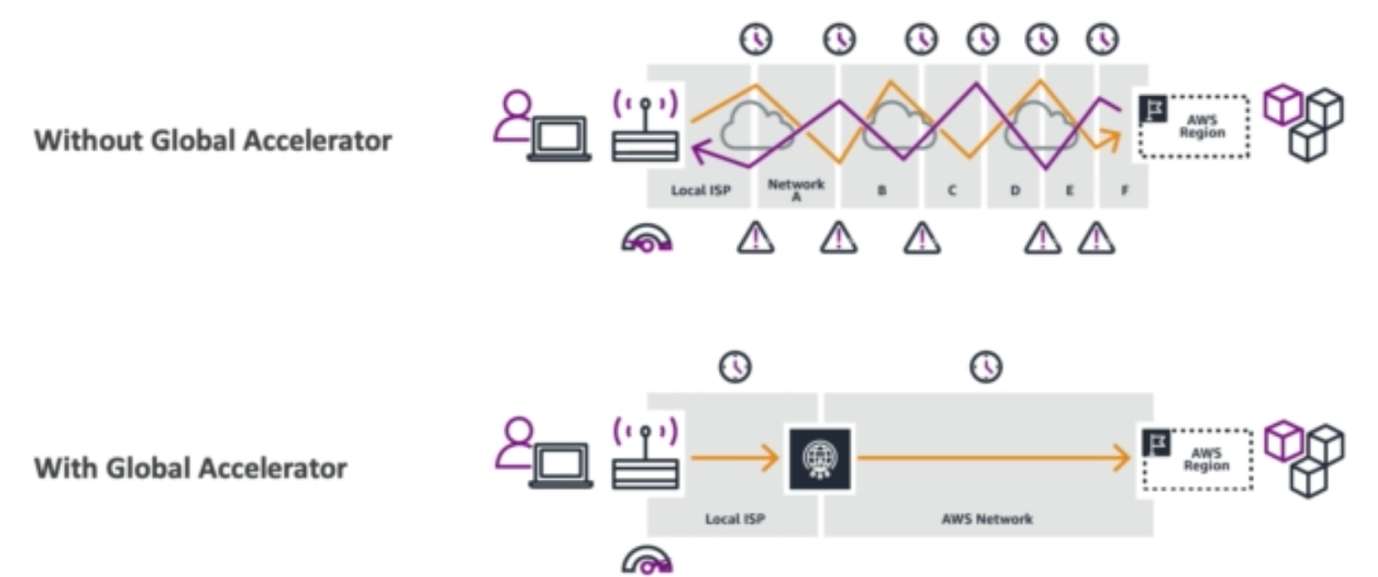 Without Global Accelerator
Local ISP
Network
A
B
C
D
E
F
AWS
Region
With Global Accelerator
Local ISP
AWS Network
AWS
Region